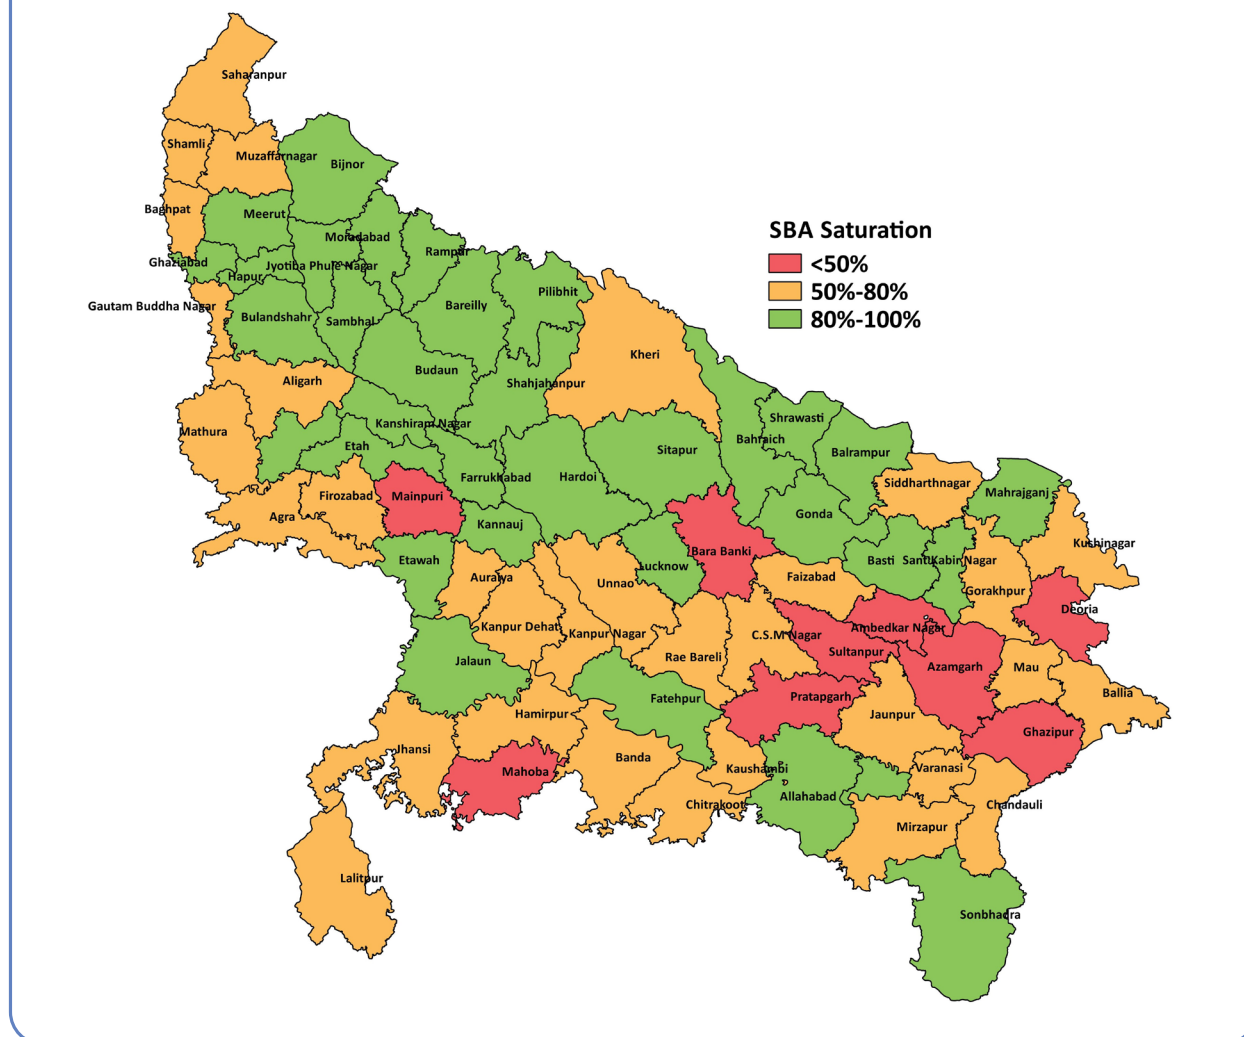 Saharanpur
Shamli
Muzaffarnagar
Bijnor
Baghpat
Meerut
Moradabad
Rampur
Ghaziabad
Jyotiba Phule Nagar
Hapur
Pilibhit
Gautam Buddha Nagar
Bulandshahr
Sambhal
Bareilly
SBA Saturation
<50%
50%-80%
80%-100%
Kheri
Aligarh
Budaun
Shahjahanpur
Mathura
Kanshiram Nagar
Etah
Sitapur
Bahraich
Shrawasti
Balrampur
Farrukhabad
Hardoi
Siddharthnagar
Mahrajganj
Firozabad
Mainpuri
Agra
Kannauj
Gonda
Kushinagar
Etawah
Lucknow
Bara Banki
Basti
Sant Kabir Nagar
Auraiya
Unnao
Faizabad
Gorakhpur
Deoria
Kanpur Dehat
Kanpur Nagar
C.S.M Nagar
Ambedkar Nagar
Jalaun
Rae Bareli
Sultanpur
Azamgarh
Mau
Ballia
Fatehpur
Pratapgarh
Hamirpur
Jaunpur
Ghazipur
Jhansi
Mahoba
Banda
Kaushambi
Varanasi
Chitrakoot
Allahabad
Chandauli
Mirzapur
Lalitpur
Sonbhadra